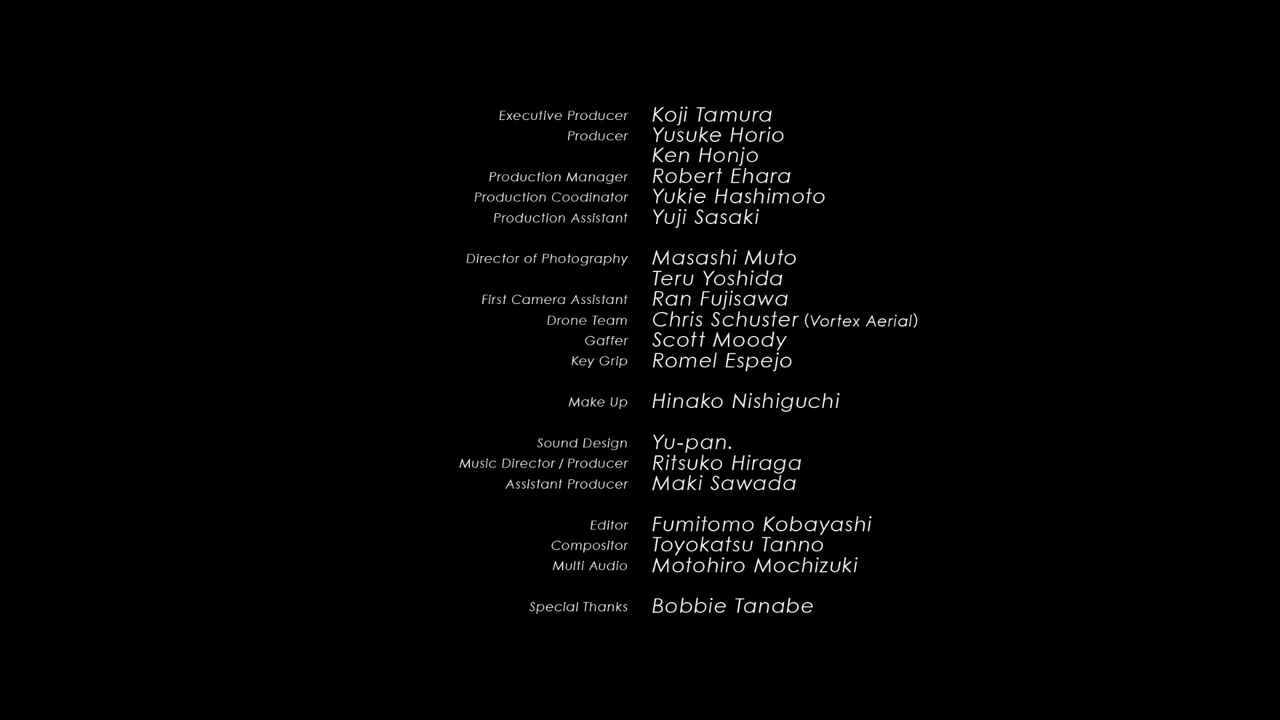 Executive Producer Koji Tamura
Producer Yusuke Horio
Ken Honjo
Production Manager Robert Ehara
Production Coodinator Yukie Hashimoto
Production Assistant Yuji Sasaki
Director of Photography Masashi Muto
Teru Yoshida
First Camera Assistant Ran Fujisawa
Drone Team Chris Schuster (Vortex Aerial)
Gaffer Scott Moody
Key Grip Romel Espejo
Make Up Hinako Nishiguchi
Sound Design Yu-pan.
Music Director / Producer Ritsuko Hiraga
Assistant Producer Maki Sawada
Editor Fumitomo Kobayashi
Compositor Toyokatsu Tanno
Multi Audio Motohiro Mochizuki
Special Thanks Bobbie Tanabe